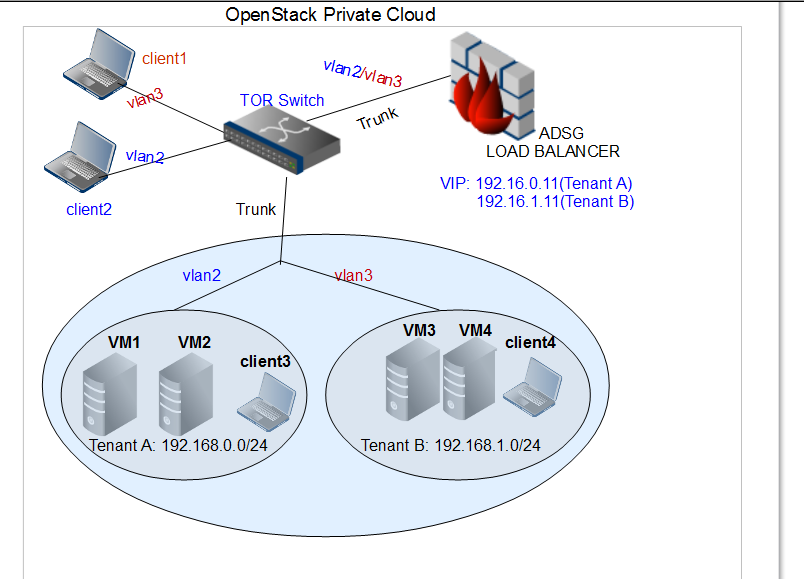 OpenStack Private Cloud
client1
vlan3
TOR Switch
vlan2/vlan3
Trunk
ADSG
LOAD BALANCER
vlan2
client2
VIP: 192.16.0.11(Tenant A)
192.16.1.11(Tenant B)
Trunk
vlan2
vlan3
VM1
VM2
client3
VM3
VM4
client4
Tenant A: 192.168.0.0/24
Tenant B: 192.168.1.0/24